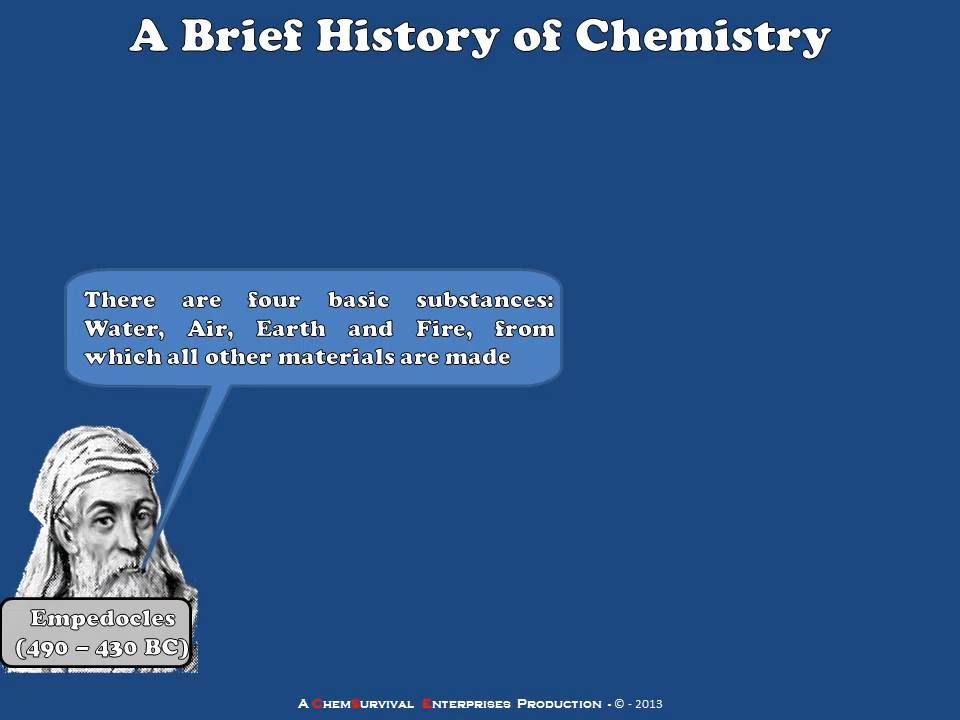 A Brief History of Chemistry
There are four basic substances:
Water, Air, Earth and Fire, from
which all other materials are made
Empedocles
(490 – 430 BC)
A ChemSurvival Enterprises Production - © - 2013